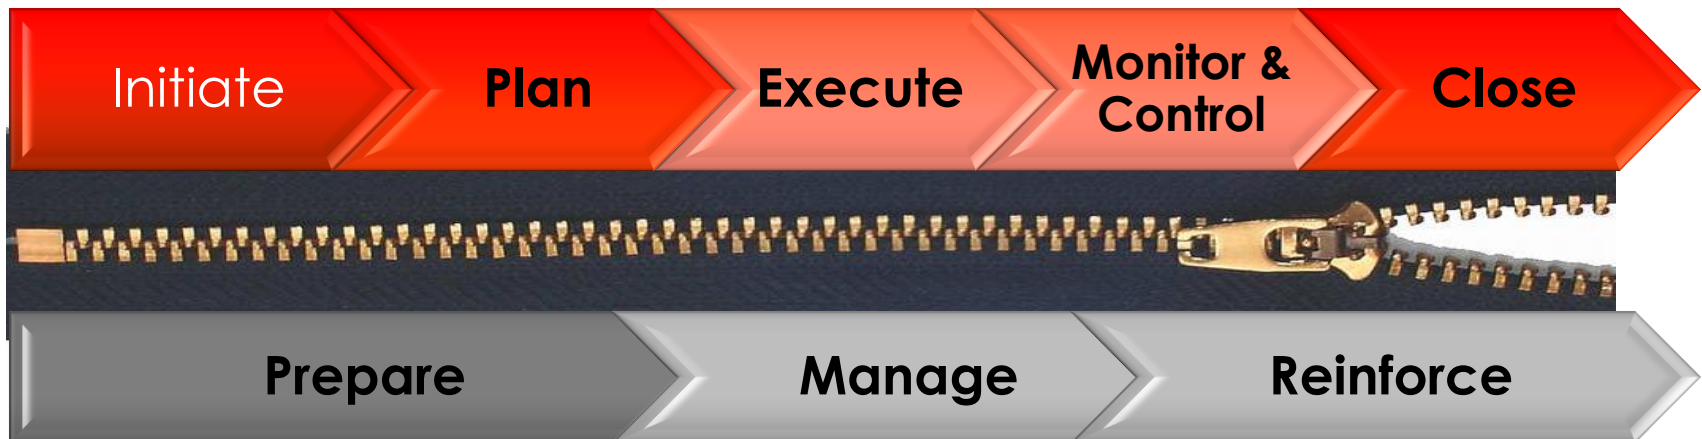 Initiate
Plan
Execute
Monitor &
Control
Close
Prepare
Manage
Reinforce